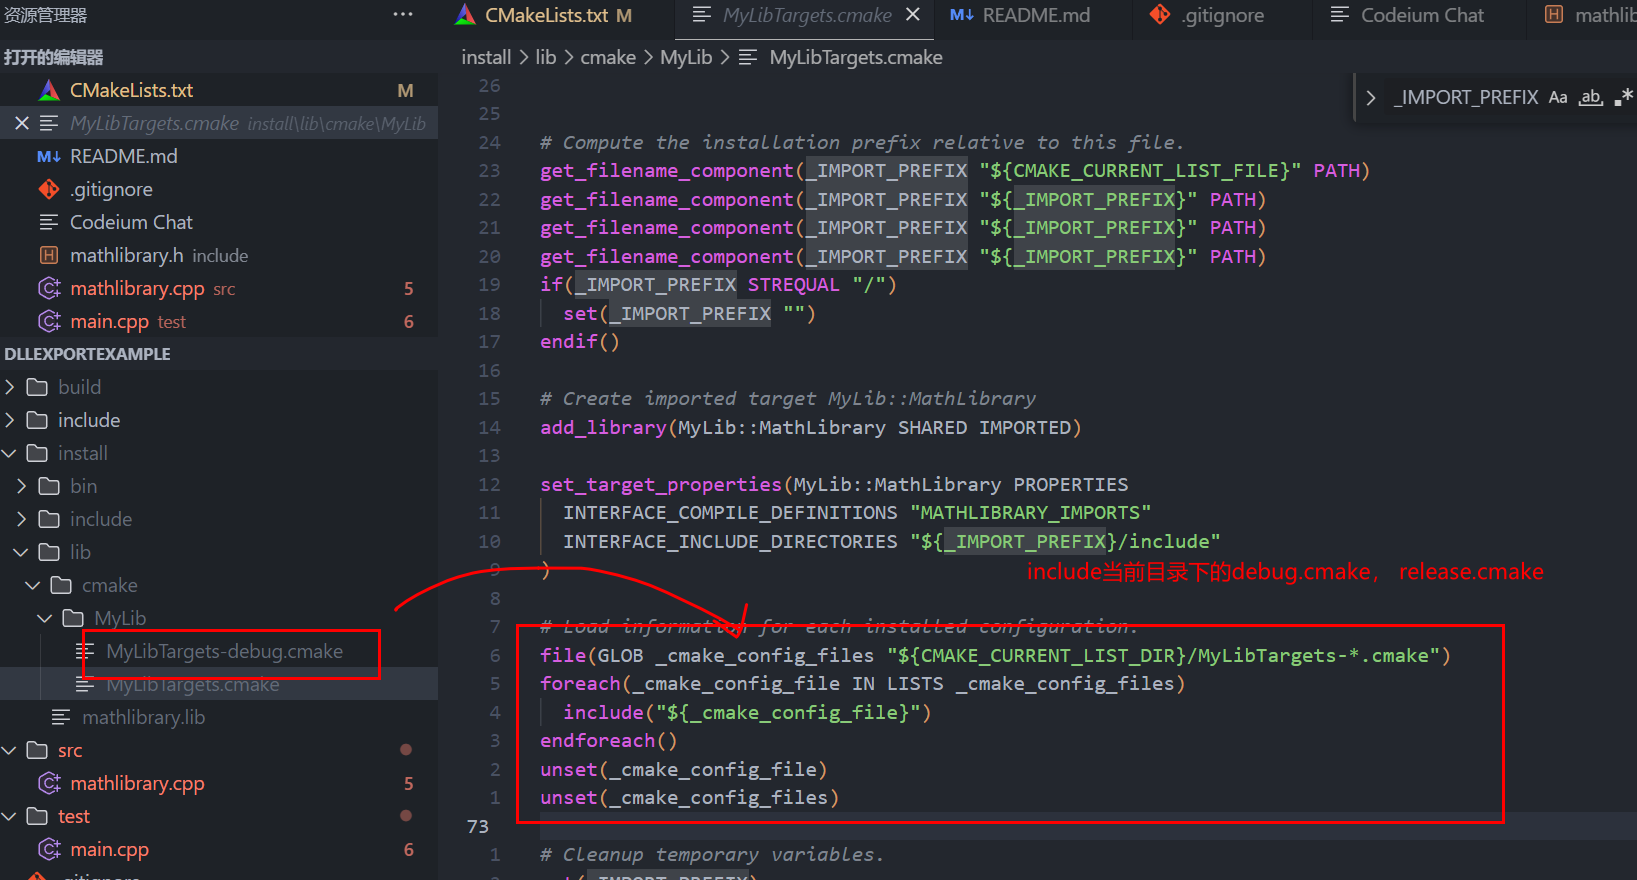 资源管理器 ···
打开的编辑器
CMakeLists.txt M
MyLibTargets.cmake install\lib\cmake\MyLib
README.md
.gitignore
Codeium Chat
mathlibrary.h include
mathlibrary.cpp src 5
main.cpp test 6
DLLEXPORTEXAMPLE
build
include
install
bin
include
lib
cmake
MyLib
MyLibTargets-debug.cmake
MyLibTargets.cmake
mathlibrary.lib
src
mathlibrary.cpp 5
test
main.cpp 6
.gitignore
CMakeLists.txt M MyLibTargets.cmake README.md .gitignore Codeium Chat
install > lib > cmake > MyLib > MyLibTargets.cmake
_IMPORT_PREFIX Aa ab .*
26
25
24 # Compute the installation prefix relative to this file.
23 get_filename_component(_IMPORT_PREFIX "${CMAKE_CURRENT_LIST_FILE}" PATH)
22 get_filename_component(_IMPORT_PREFIX "${_IMPORT_PREFIX}" PATH)
21 get_filename_component(_IMPORT_PREFIX "${_IMPORT_PREFIX}" PATH)
20 get_filename_component(_IMPORT_PREFIX "${_IMPORT_PREFIX}" PATH)
19 if(_IMPORT_PREFIX STREQUAL "/")
18 set(_IMPORT_PREFIX "")
17 endif()
16
15 # Create imported target MyLib::MathLibrary
14 add_library(MyLib::MathLibrary SHARED IMPORTED)
13
12 set_target_properties(MyLib::MathLibrary PROPERTIES
11 INTERFACE_COMPILE_DEFINITIONS "MATHLIBRARY_IMPORTS"
10 INTERFACE_INCLUDE_DIRECTORIES "${_IMPORT_PREFIX}/include"
9 )
include当前目录下的debug.cmake， release.cmake
8
7 # Load information for each installed configuration.
6 file(GLOB _cmake_config_files "${CMAKE_CURRENT_LIST_DIR}/MyLibTargets-*.cmake")
5 foreach(_cmake_config_file IN LISTS _cmake_config_files)
4 include("${_cmake_config_file}")
3 endforeach()
2 unset(_cmake_config_file)
1 unset(_cmake_config_files)
73
1 # Cleanup temporary variables.